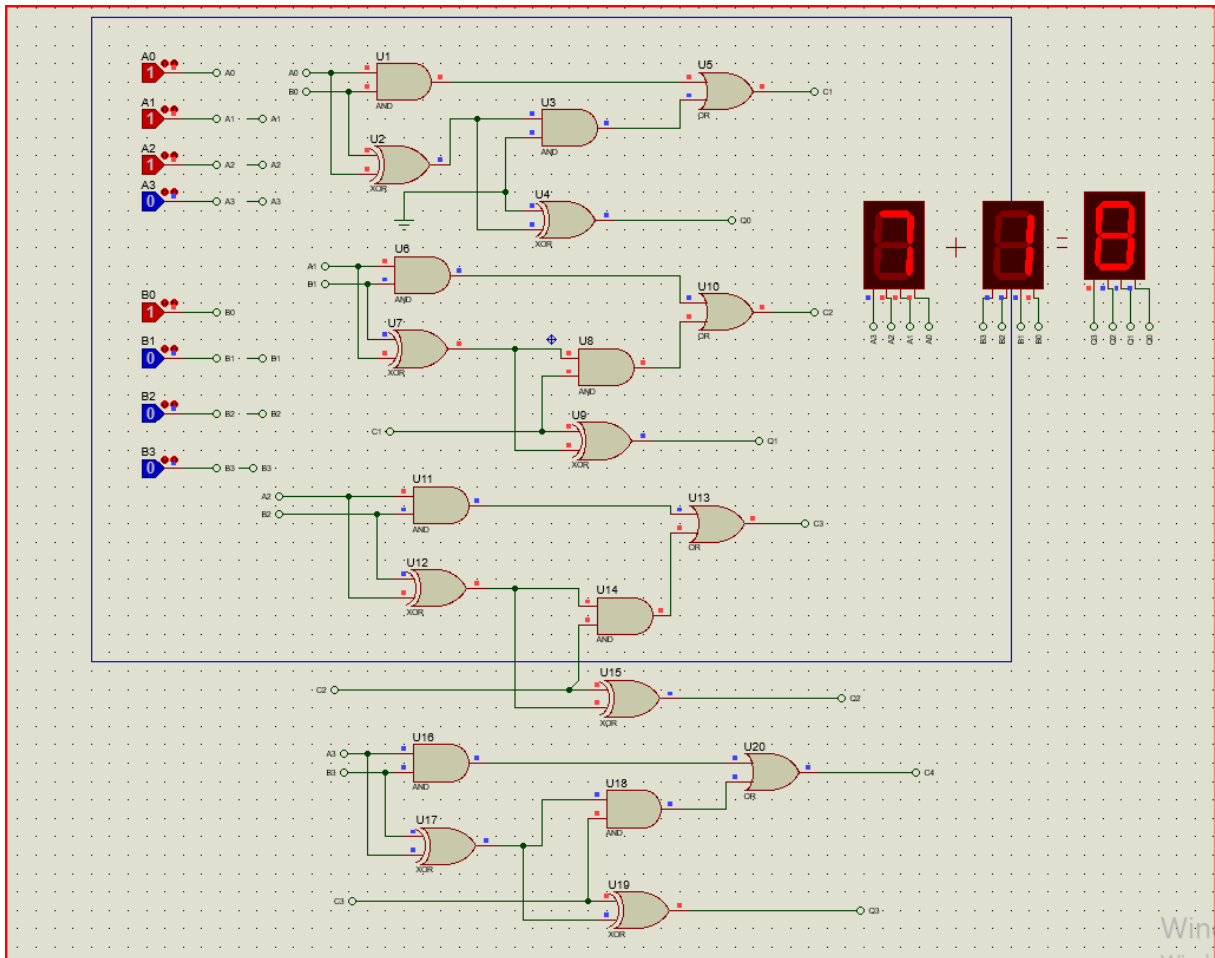 A0
1
A0
A1
1
A1
A1
A2
1
A2
A2
A3
0
A3
A3
B0
1
B0
B1
0
B1
B1
B2
0
B2
B2
B3
0
B3
B3
A0
B0
U1
AND
U2
XOR
U3
AND
U4
XOR
U5
OR
C1
Q0
A1
B1
U6
AND
U7
XOR
U8
AND
U9
XOR
U10
OR
C1
C2
Q1
A2
B2
U11
AND
U12
XOR
U13
OR
U14
AND
U15
XOR
C2
C3
Q2
A3
B3
U16
AND
U17
XOR
U18
AND
U19
XOR
U20
OR
C3
C4
Q3
7 + 1 = 8
A3 A2 A1 A0
B3 B2 B1 B0
Q3 Q2 Q1 Q0